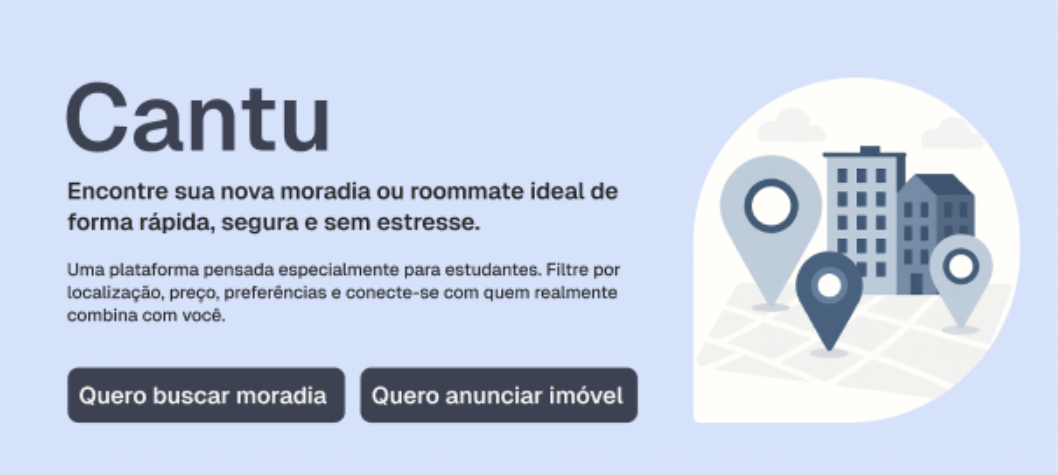 Cantu
Encontre sua nova moradia ou roommate ideal de
forma rápida, segura e sem estresse.
Uma plataforma pensada especialmente para estudantes. Filtre por
localização, preço, preferências e conecte-se com quem realmente
combina com você.
Quero buscar moradia
Quero anunciar imóvel